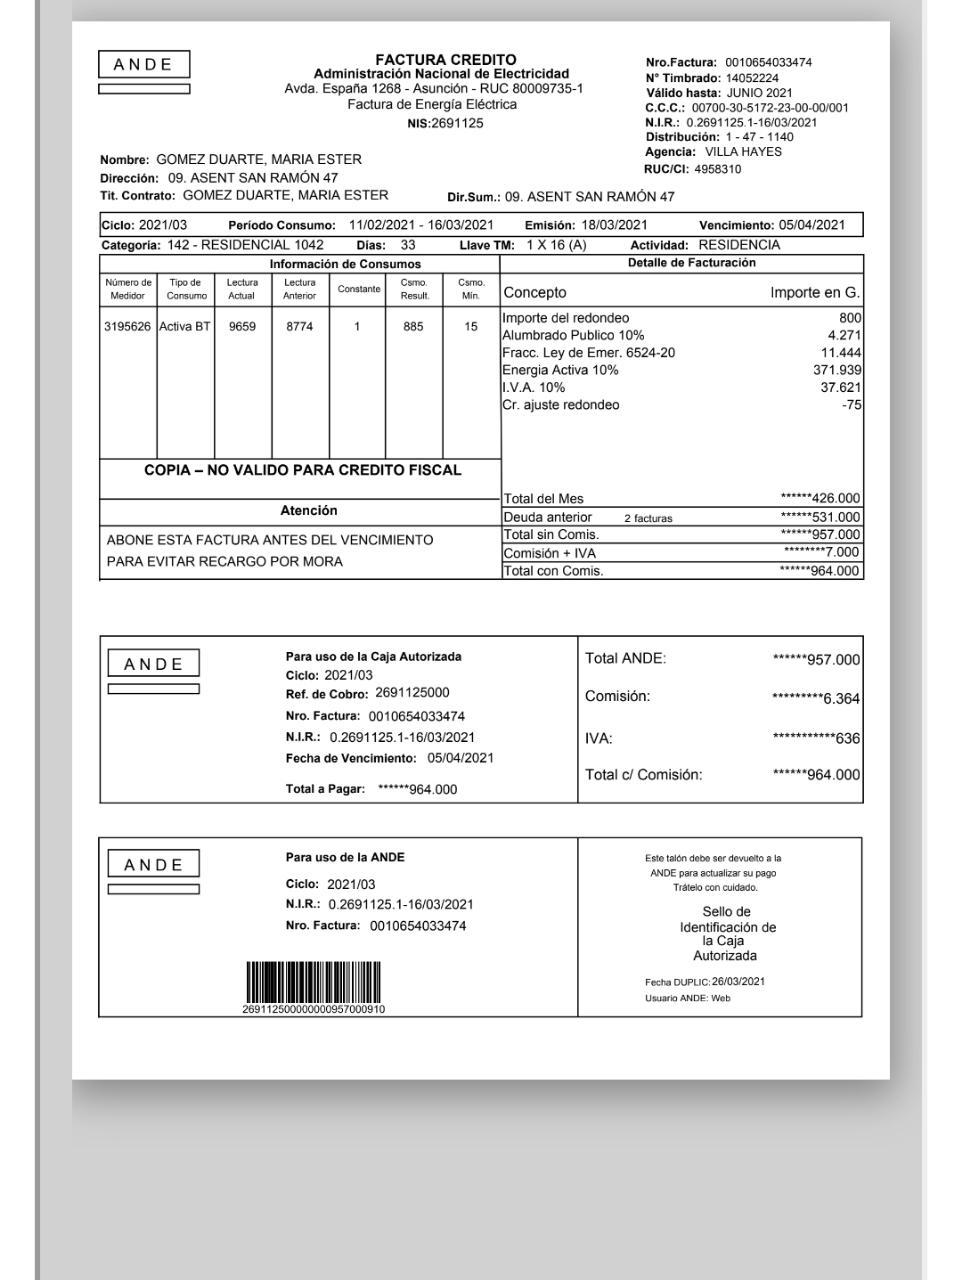 ANDE
FACTURA CREDITO
Administración Nacional de Electricidad
Avda. España 1268 - Asunción - RUC 80009735-1
Factura de Energía Eléctrica
NIS:2691125
Nro.Factura: 0010654033474
N° Timbrado: 14052224
Válido hasta: JUNIO 2021
C.C.C.: 00700-30-5172-23-00-00/001
N.I.R.: 0.2691125.1-16/03/2021
Distribución: 1 - 47 - 1140
Agencia: VILLA HAYES
RUC/CI: 4958310
Nombre: GOMEZ DUARTE, MARIA ESTER
Dirección: 09. ASENT SAN RAMÓN 47
Tit. Contrato: GOMEZ DUARTE, MARIA ESTER Dir.Sum.: 09. ASENT SAN RAMÓN 47
Ciclo: 2021/03 Período Consumo: 11/02/2021 - 16/03/2021 Emisión: 18/03/2021 Vencimiento: 05/04/2021
Categoría: 142 - RESIDENCIAL 1042 Días: 33 Llave TM: 1 X 16 (A) Actividad: RESIDENCIA
Información de Consumos
Número de Medidor Tipo de Consumo Lectura Actual Lectura Anterior Constante Csmo. Result. Csmo. Mín.
3195626 Activa BT 9659 8774 1 885 15
COPIA – NO VALIDO PARA CREDITO FISCAL
Atención
ABONE ESTA FACTURA ANTES DEL VENCIMIENTO
PARA EVITAR RECARGO POR MORA
Detalle de Facturación
Concepto Importe en G.
Importe del redondeo 800
Alumbrado Publico 10% 4.271
Fracc. Ley de Emer. 6524-20 11.444
Energia Activa 10% 371.939
I.V.A. 10% 37.621
Cr. ajuste redondeo -75
Total del Mes ******426.000
Deuda anterior 2 facturas ******531.000
Total sin Comis. ******957.000
Comisión + IVA ********7.000
Total con Comis. ******964.000
ANDE
Para uso de la Caja Autorizada
Ciclo: 2021/03
Ref. de Cobro: 2691125000
Nro. Factura: 0010654033474
N.I.R.: 0.2691125.1-16/03/2021
Fecha de Vencimiento: 05/04/2021
Total a Pagar: ******964.000
Total ANDE: ******957.000
Comisión: *********6.364
IVA: ***********636
Total c/ Comisión: ******964.000
ANDE
Para uso de la ANDE
Ciclo: 2021/03
N.I.R.: 0.2691125.1-16/03/2021
Nro. Factura: 0010654033474
269112500000000957000910
Este talón debe ser devuelto a la
ANDE para actualizar su pago
Trátelo con cuidado.
Sello de
Identificación de
la Caja
Autorizada
Fecha DUPLIC: 26/03/2021
Usuario ANDE: Web